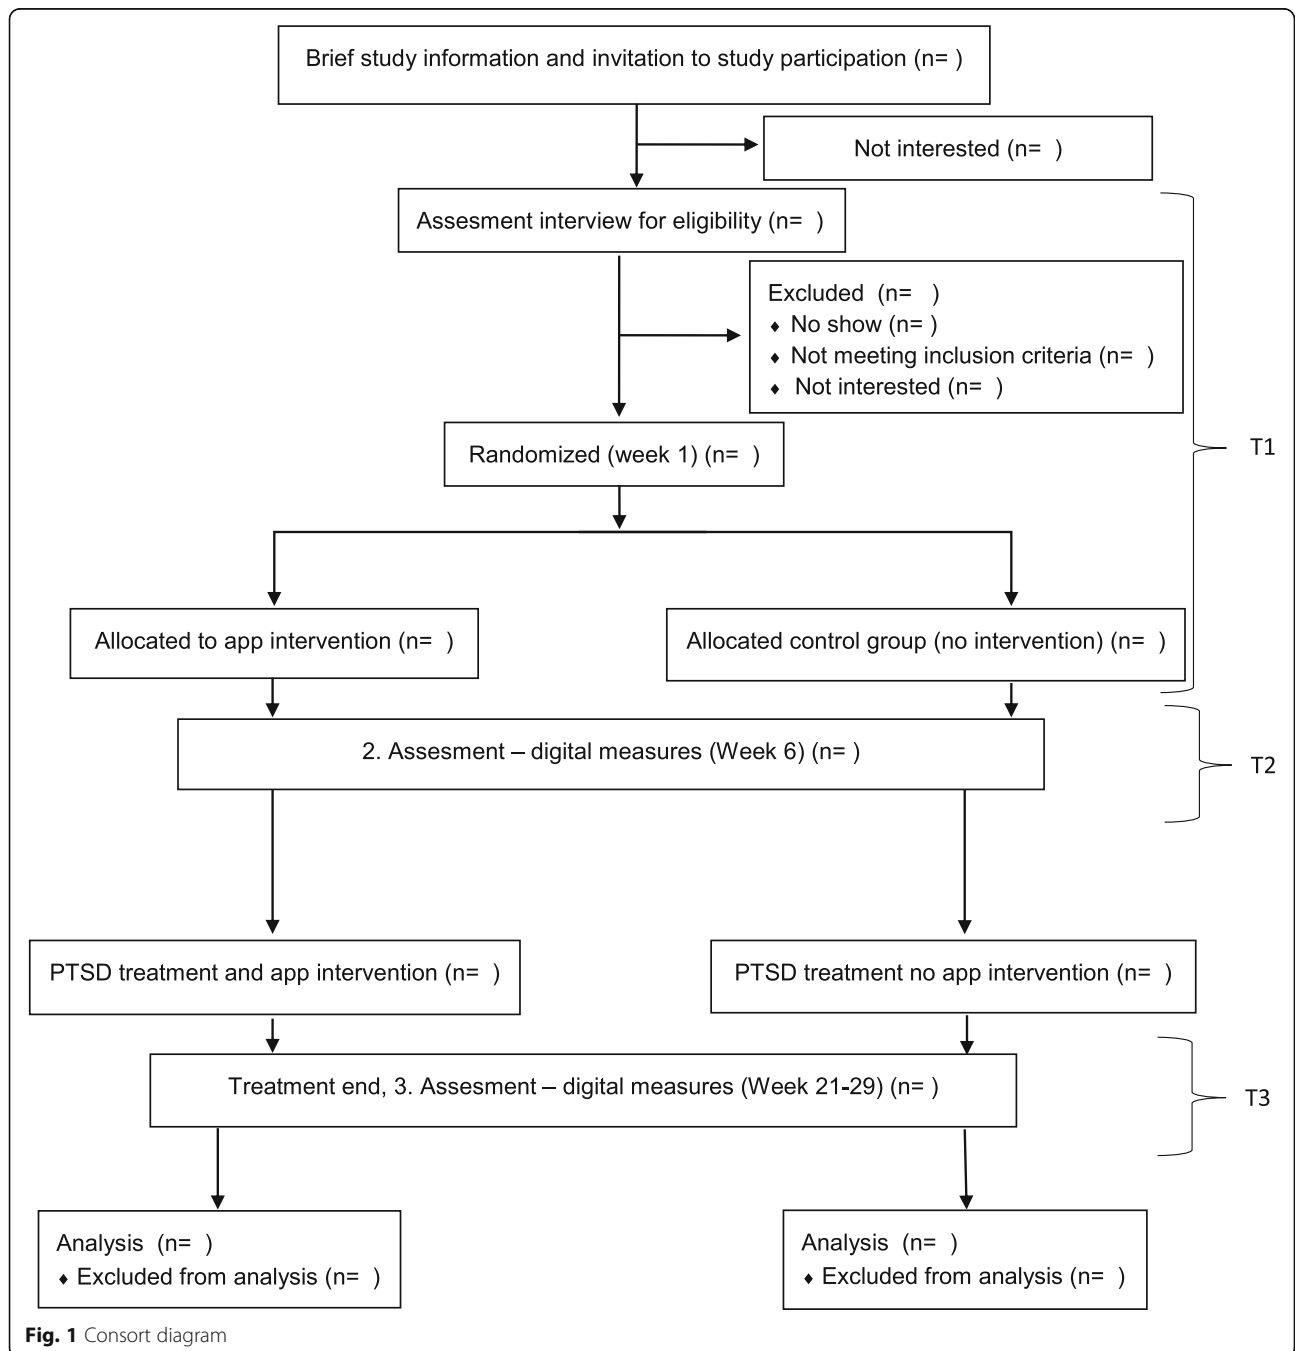 Brief study information and invitation to study participation (n= )
Not interested (n=  )
Assesment interview for eligibility (n=  )
Excluded  (n=   )
♦ No show (n= )
♦ Not meeting inclusion criteria (n=  )
♦ Not interested (n=  )
Randomized (week 1) (n=  )
T1
Allocated to app intervention (n=  )
Allocated control group (no intervention) (n=  )
2. Assesment – digital measures (Week 6) (n= )
T2
PTSD treatment and app intervention (n=  )
PTSD treatment no app intervention (n=  )
Treatment end, 3. Assesment – digital measures (Week 21-29) (n= )
T3
Analysis  (n=  )
♦ Excluded from analysis (n=  )
Analysis  (n=  )
♦ Excluded from analysis (n=  )
Fig. 1 Consort diagram